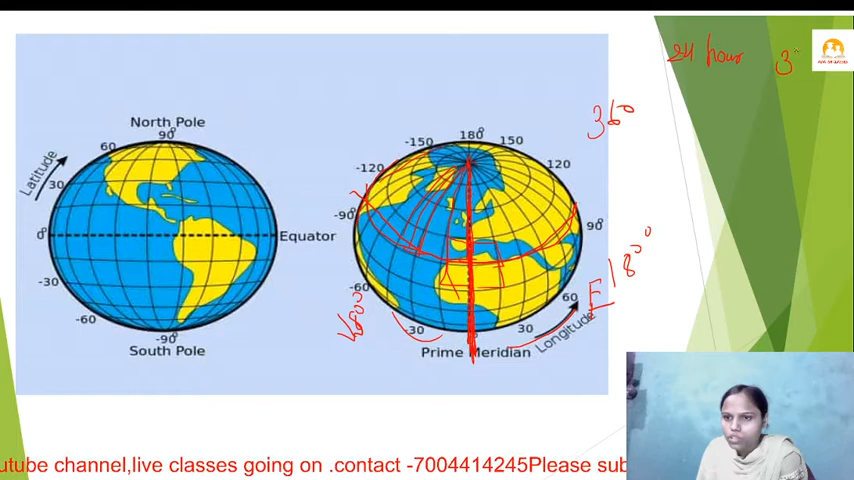 24 hour 3
360
North Pole
90°
60
Latitude
30
0°
Equator
-30
-60
-90°
South Pole
180°
-150
150
-120
120
-90°
90°
E 180°
-60
60
-30
30
Longitude
Prime Meridian
utube channel,live classes going on .contact -7004414245Please sub